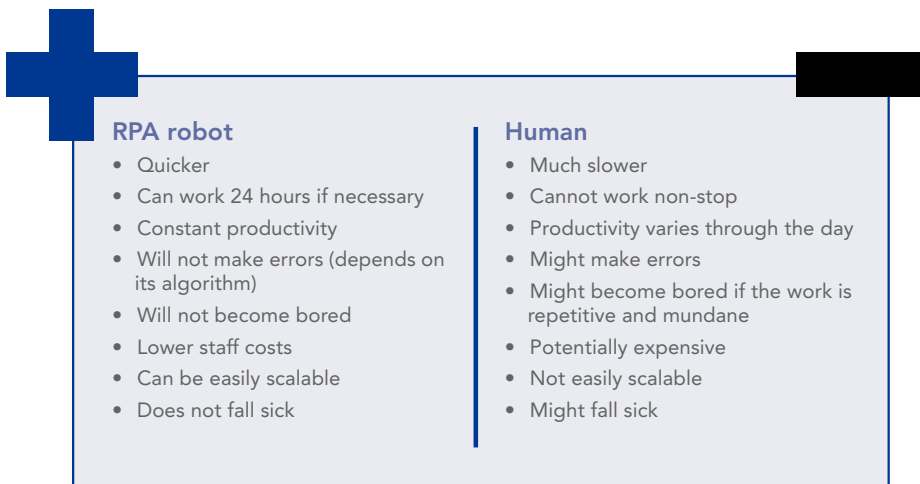 RPA robot
• Quicker
• Can work 24 hours if necessary
• Constant productivity
• Will not make errors (depends on
its algorithm)
• Will not become bored
• Lower staff costs
• Can be easily scalable
• Does not fall sick
Human
• Much slower
• Cannot work non-stop
• Productivity varies through the day
• Might make errors
• Might become bored if the work is
repetitive and mundane
• Potentially expensive
• Not easily scalable
• Might fall sick